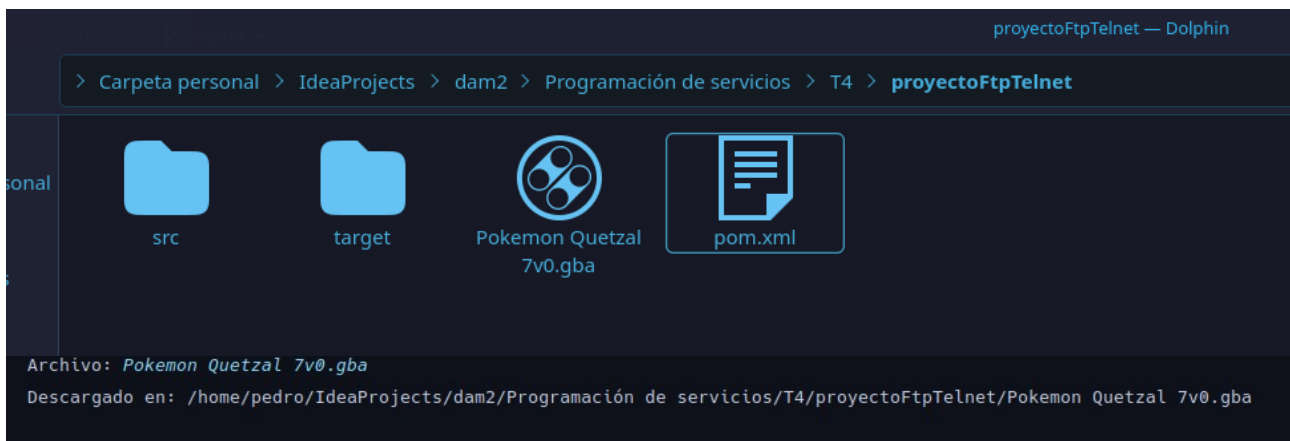 proyectoFtpTelnet — Dolphin
> Carpeta personal > IdeaProjects > dam2 > Programación de servicios > T4 > proyectoFtpTelnet
sonal
src
target
Pokemon Quetzal
7v0.gba
pom.xml
s
Archivo: Pokemon Quetzal 7v0.gba
Descargado en: /home/pedro/IdeaProjects/dam2/Programación de servicios/T4/proyectoFtpTelnet/Pokemon Quetzal 7v0.gba